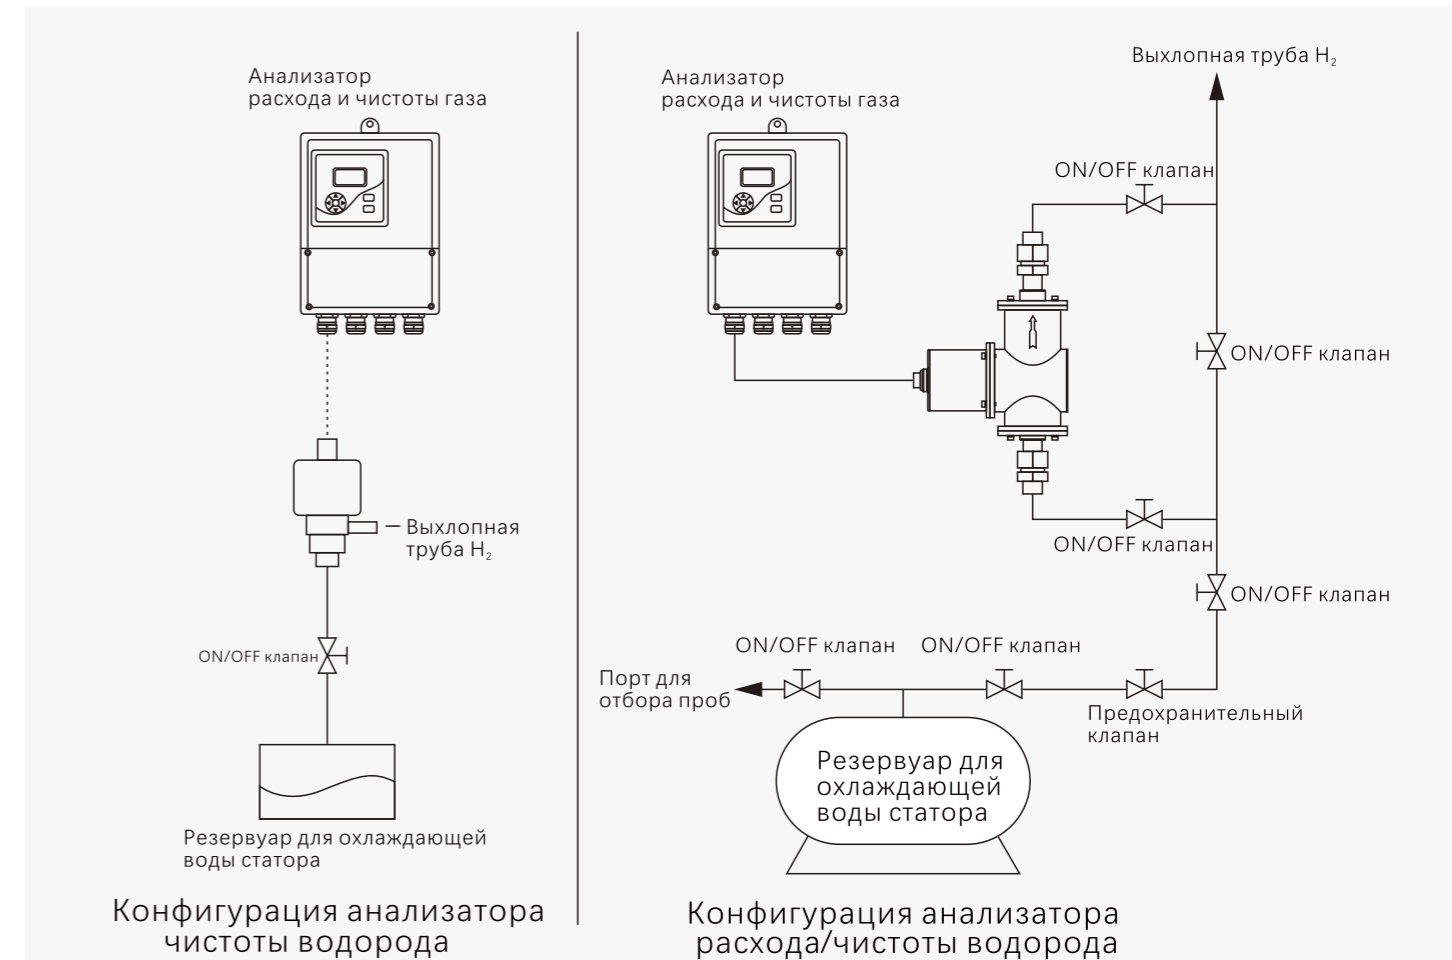 Анализатор
расхода и чистоты газа
Выхлопная
труба H₂
ON/OFF клапан
Резервуар для охлаждающей
воды статора
Конфигурация анализатора
чистоты водорода
Выхлопная труба H₂
Анализатор
расхода и чистоты газа
ON/OFF клапан
ON/OFF клапан
ON/OFF клапан
ON/OFF клапан
ON/OFF клапан
ON/OFF клапан
Порт для
отбора проб
Предохранительный
клапан
Резервуар для
охлаждающей
воды статора
Конфигурация анализатора
расхода/чистоты водорода